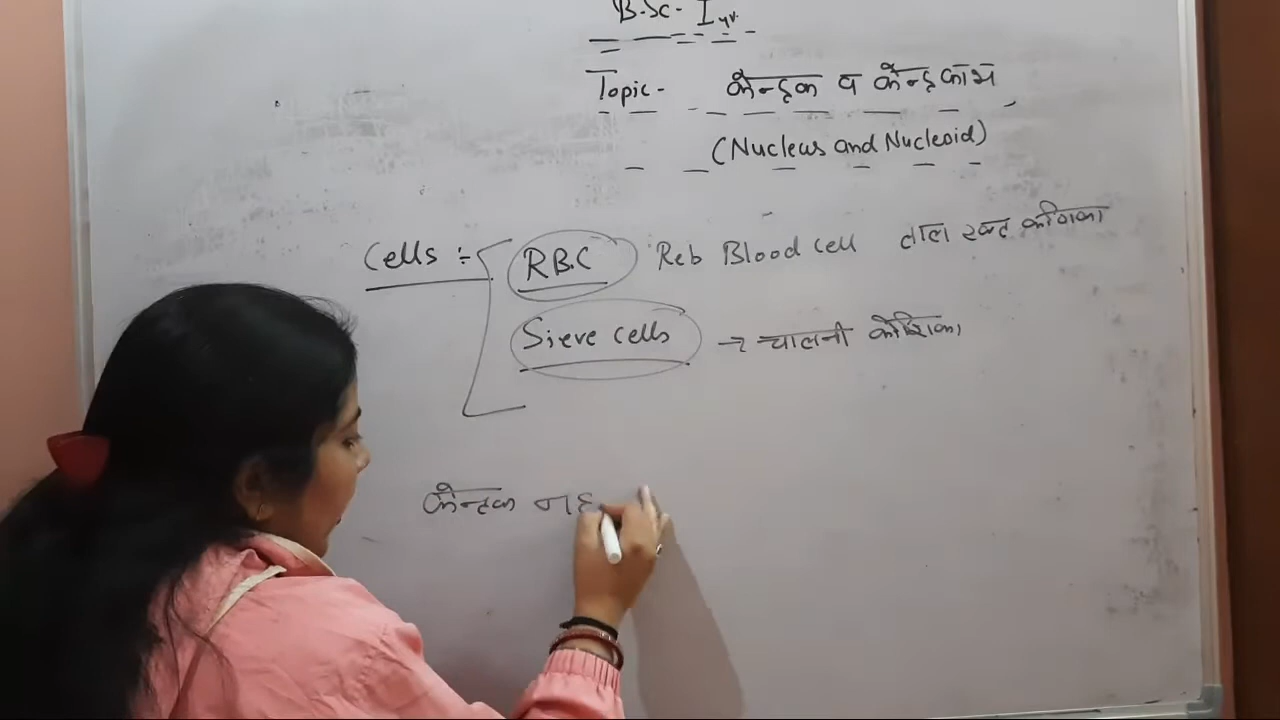 B.Sc. I yr.
Topic- केन्द्रक व केन्द्रकाभ
(Nucleus and Nucleoid)
Cells :- RBC Reb Blood Cell लाल रक्त कणिका
Sieve cells → चालनी कोशिका
केन्द्रक नह